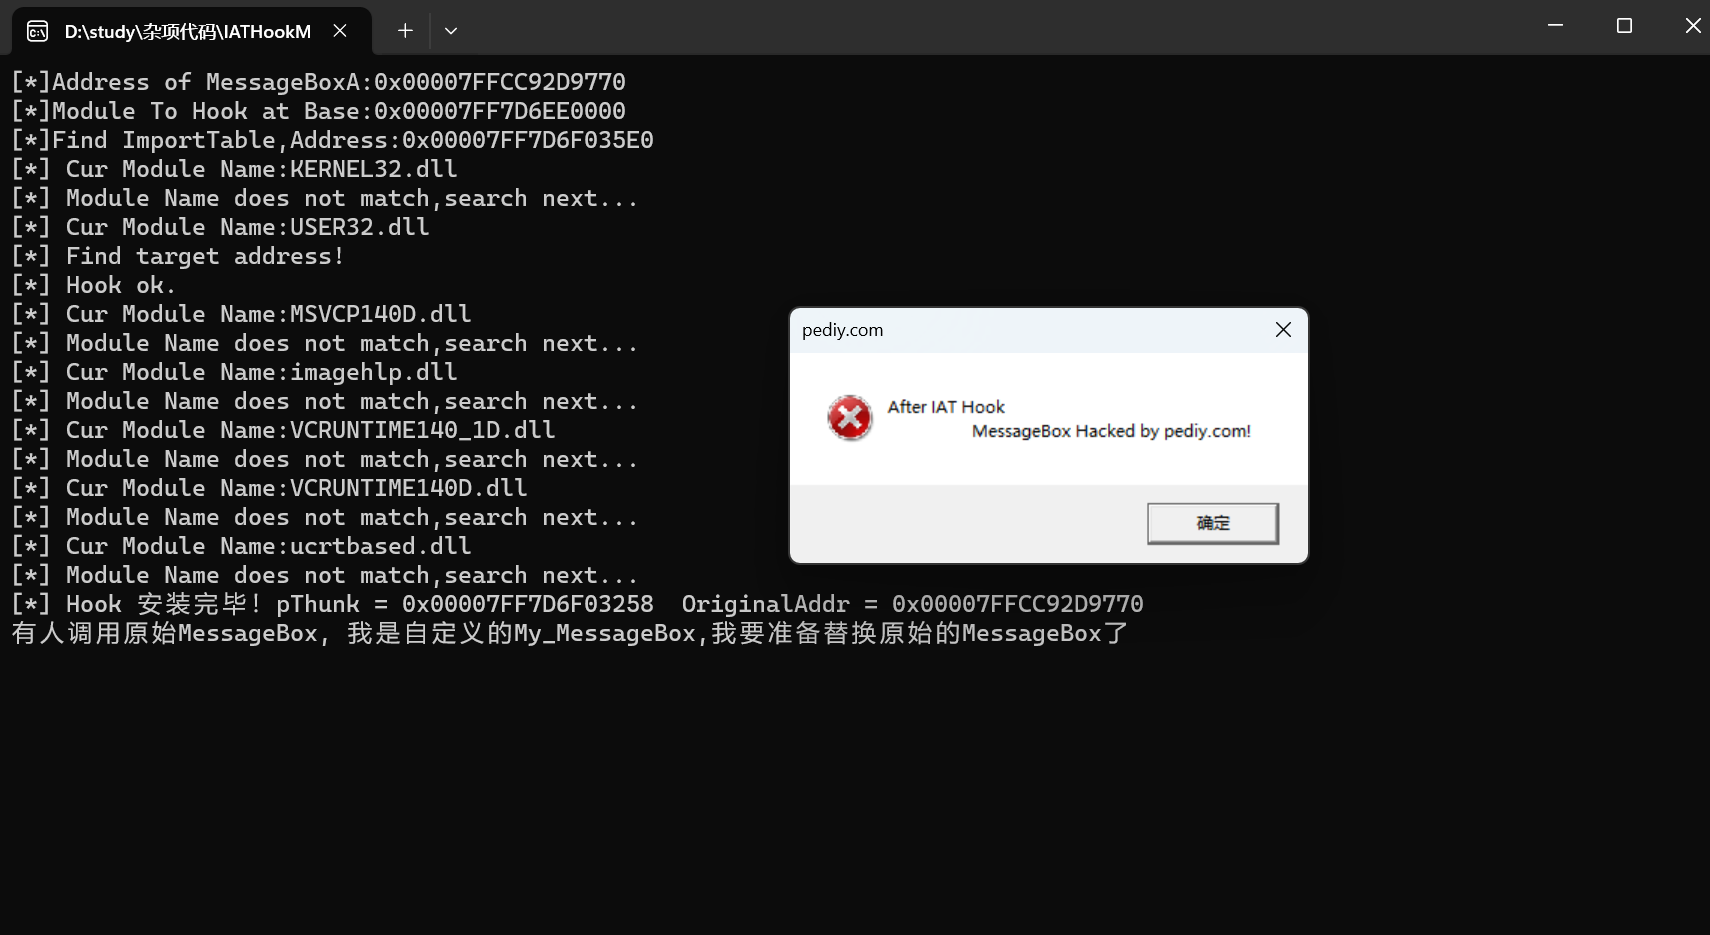 D:\study\杂项代码\IATHookM
[*]Address of MessageBoxA:0x00007FFCC92D9770
[*]Module To Hook at Base:0x00007FF7D6EE0000
[*]Find ImportTable,Address:0x00007FF7D6F035E0
[*] Cur Module Name:KERNEL32.dll
[*] Module Name does not match,search next...
[*] Cur Module Name:USER32.dll
[*] Find target address!
[*] Hook ok.
[*] Cur Module Name:MSVCP140D.dll
[*] Module Name does not match,search next...
[*] Cur Module Name:imagehlp.dll
[*] Module Name does not match,search next...
[*] Cur Module Name:VCRUNTIME140_1D.dll
[*] Module Name does not match,search next...
[*] Cur Module Name:VCRUNTIME140D.dll
[*] Module Name does not match,search next...
[*] Cur Module Name:ucrtbased.dll
[*] Module Name does not match,search next...
[*] Hook 安装完毕! pThunk = 0x00007FF7D6F03258  OriginalAddr = 0x00007FFCC92D9770
有人调用原始MessageBox, 我是自定义的My_MessageBox,我要准备替换原始的MessageBox了
pediy.com
After IAT Hook
MessageBox Hacked by pediy.com!
确定